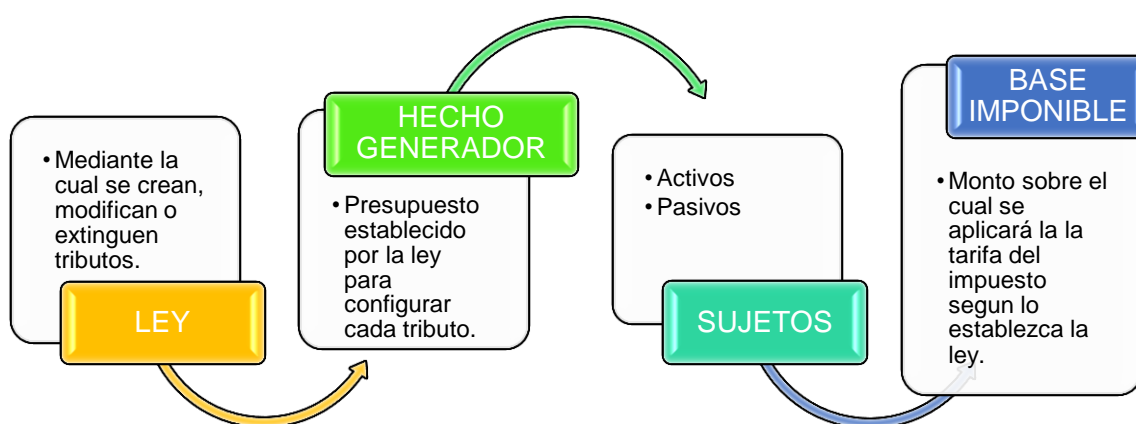 • Mediante la
cual se crean,
modifican o
extinguen
tributos.
LEY
HECHO
GENERADOR
• Presupuesto
establecido
por la ley
para
configurar
cada tributo.
• Activos
• Pasivos
SUJETOS
BASE
IMPONIBLE
• Monto sobre el
cual se
aplicará la la
tarifa del
impuesto
segun lo
establezca la
ley.